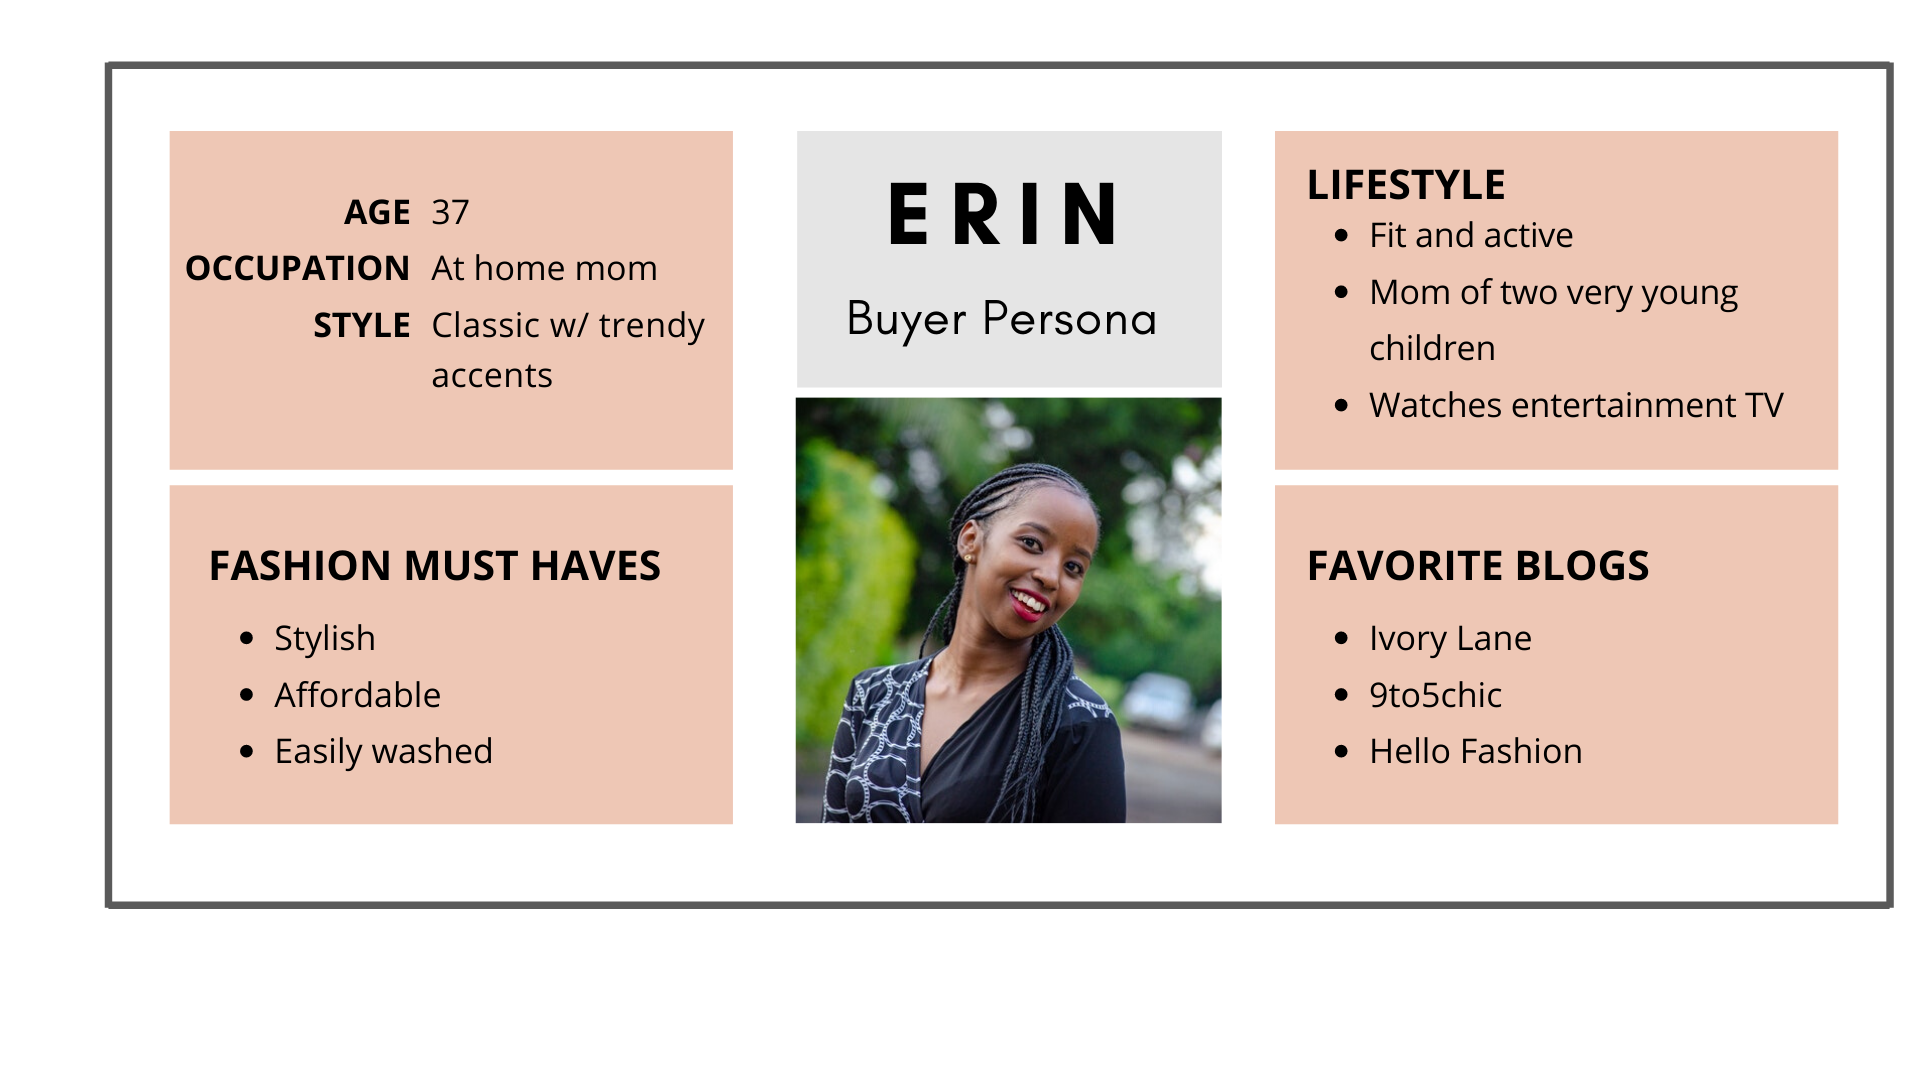 AGE 37
OCCUPATION At home mom
STYLE Classic w/ trendy
accents
FASHION MUST HAVES
Stylish
Affordable
Easily washed
ERIN
Buyer Persona
LIFESTYLE
Fit and active
Mom of two very young
children
Watches entertainment TV
FAVORITE BLOGS
Ivory Lane
9to5chic
Hello Fashion